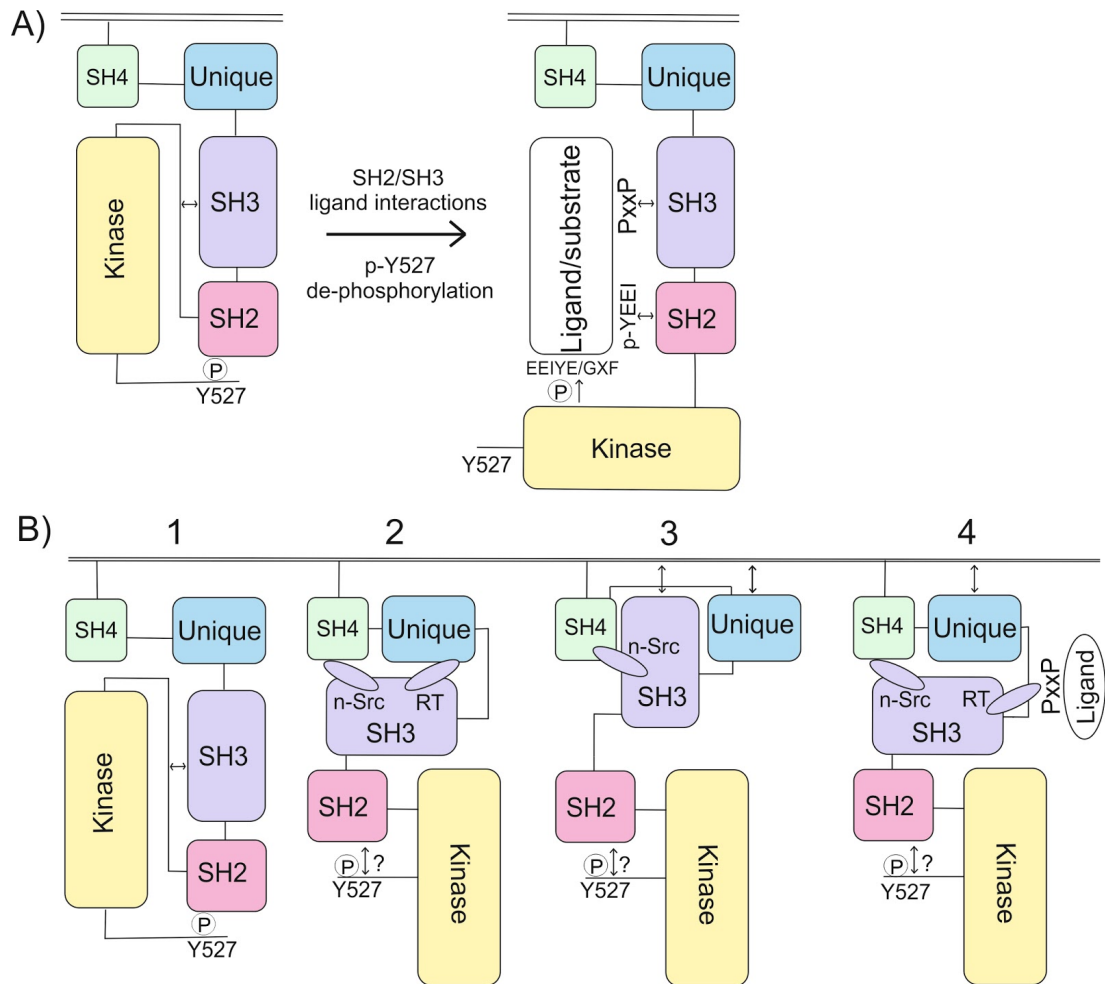 A)
SH4
Unique
Kinase
SH3
SH2
P
Y527
SH2/SH3
ligand interactions
p-Y527
de-phosphorylation
SH4
Unique
Ligand/substrate
PxxP
SH3
p-YEEI
SH2
EEIYE/GXF
P
Kinase
Y527
B)
1
2
3
4
SH4
Unique
Kinase
SH3
SH2
P
Y527
SH4
Unique
n-Src
RT
SH3
SH2
P
?
Y527
Kinase
SH4
n-Src
Unique
SH3
SH2
P
?
Y527
Kinase
SH4
Unique
n-Src
RT
SH3
PxxP
Ligand
SH2
P
?
Y527
Kinase